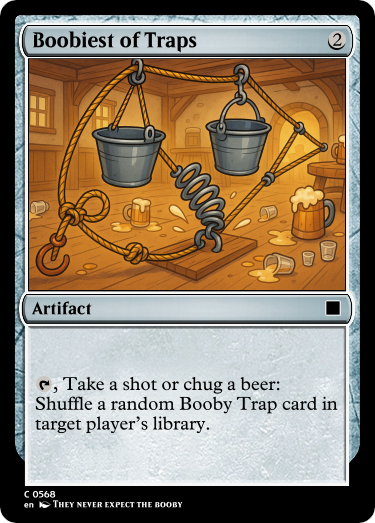 Boobiest of Traps 2
Artifact
, Take a shot or chug a beer:
Shuffle a random Booby Trap card in
target player's library.
C 0568
en They never expect the booby